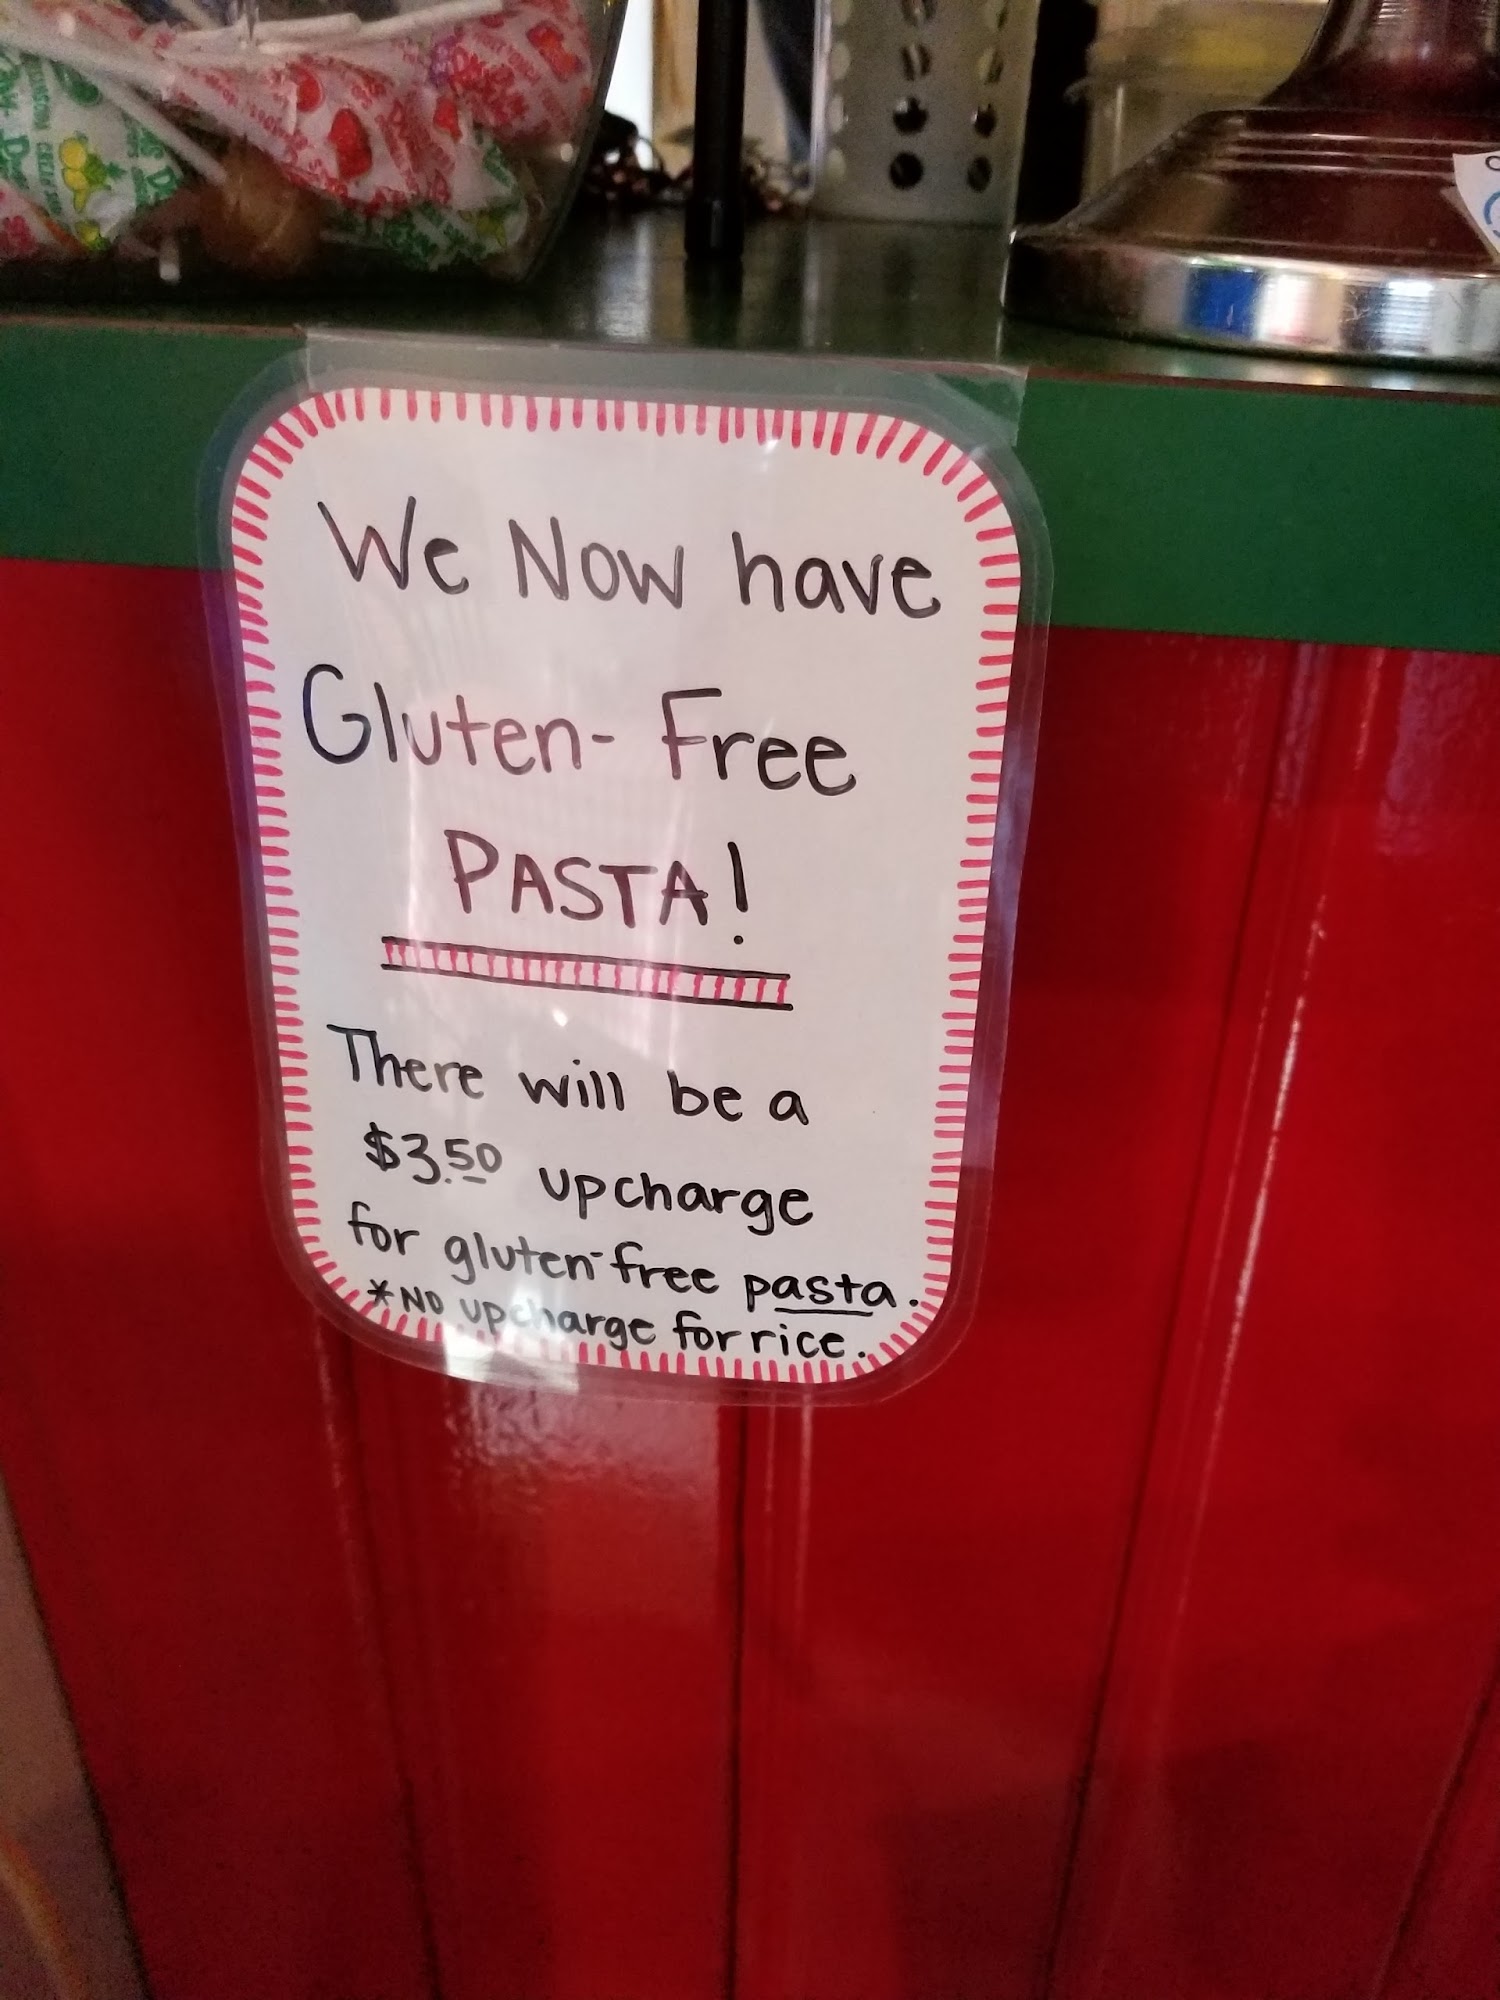 We Now have
Gluten-Free
PASTA!
There will be a
$3.50 upcharge
for gluten-free pasta.
*No upcharge for rice.